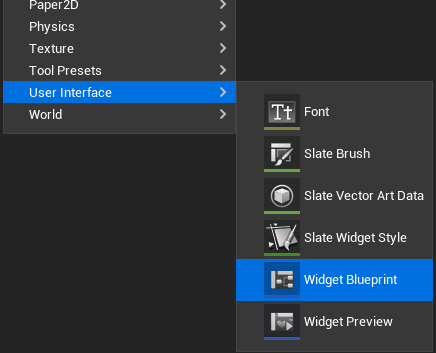 Paper2D
Physics
Texture
Tool Presets
User Interface
World
Font
Slate Brush
Slate Vector Art Data
Slate Widget Style
Widget Blueprint
Widget Preview